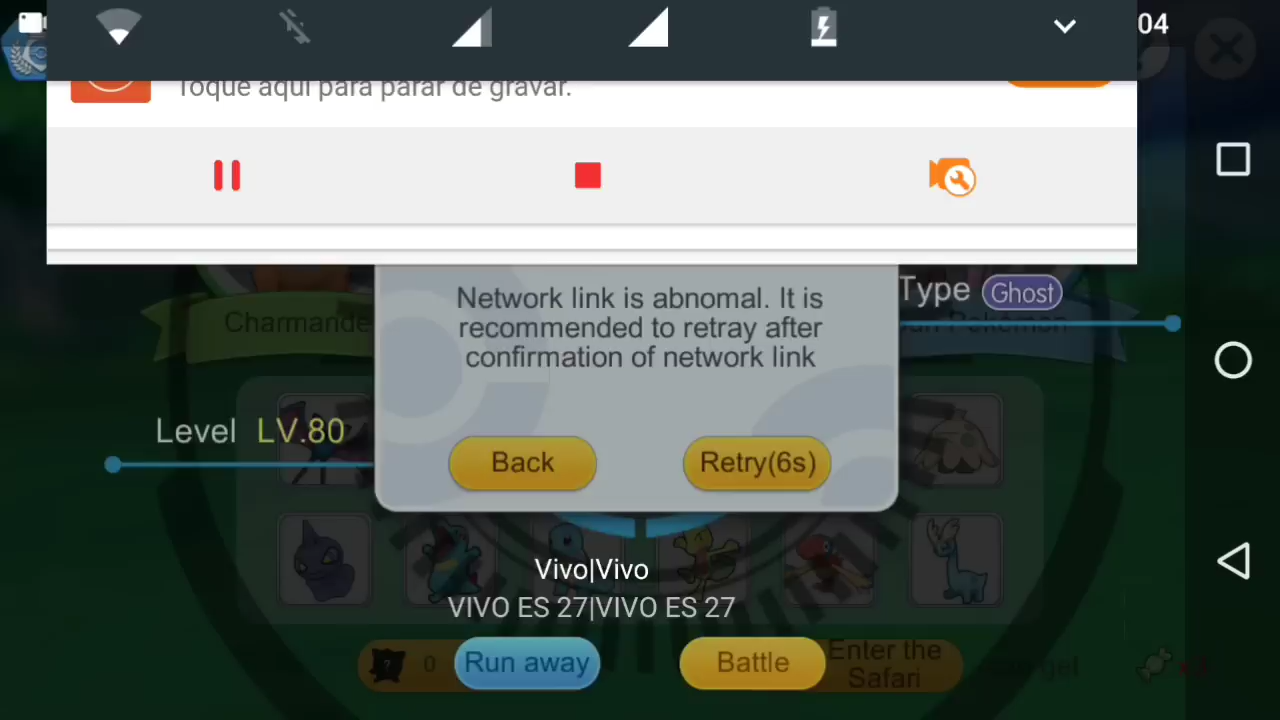 04
Toque aqui para parar de gravar.
Network link is abnomal. It is
recommended to retray after
confirmation of network link
Type Ghost
Charmande
Level LV.80
Back
Retry(6s)
Vivo|Vivo
VIVO ES 27|VIVO ES 27
0
Run away
Battle
Enter the
Safari